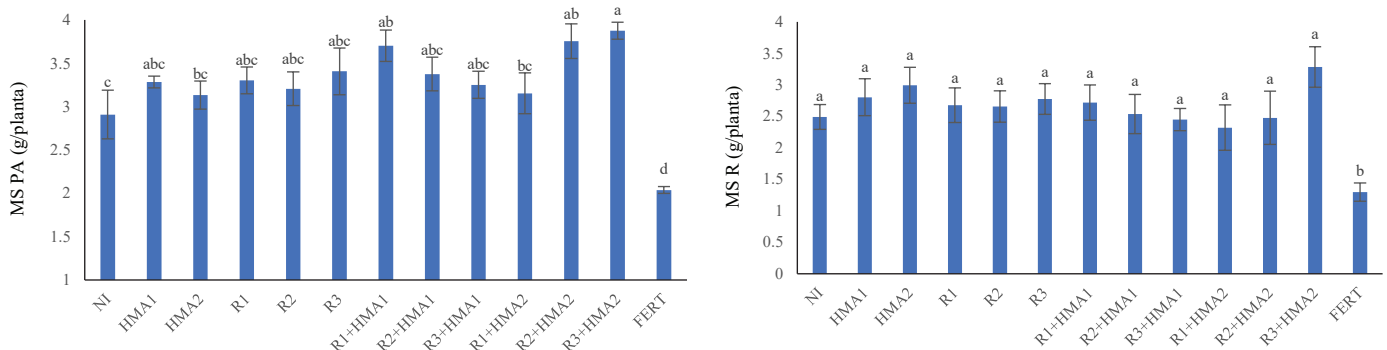 MS PA (g/planta)
4
3.5
3
2.5
2
1.5
1
c
abc
bc
abc
abc
abc
ab
abc
abc
bc
ab
a
d
NI
HMA1
HMA2
R1
R2
R3
R1+HMA1
R2+HMA1
R3+HMA1
R1+HMA2
R2+HMA2
R3+HMA2
FERT
MS R (g/planta)
4
3.5
3
2.5
2
1.5
1
0.5
0
a
a
a
a
a
a
a
a
a
a
a
a
b
NI
HMA1
HMA2
R1
R2
R3
R1+HMA1
R2+HMA1
R3+HMA1
R1+HMA2
R2+HMA2
R3+HMA2
FERT